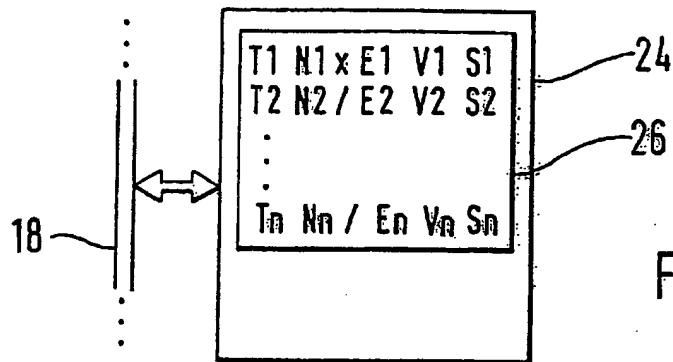 T1 N1 x E1 V1 S1
T2 N2 / E2 V2 S2
Tn Nn / En Vn Sn
24
26
18
F